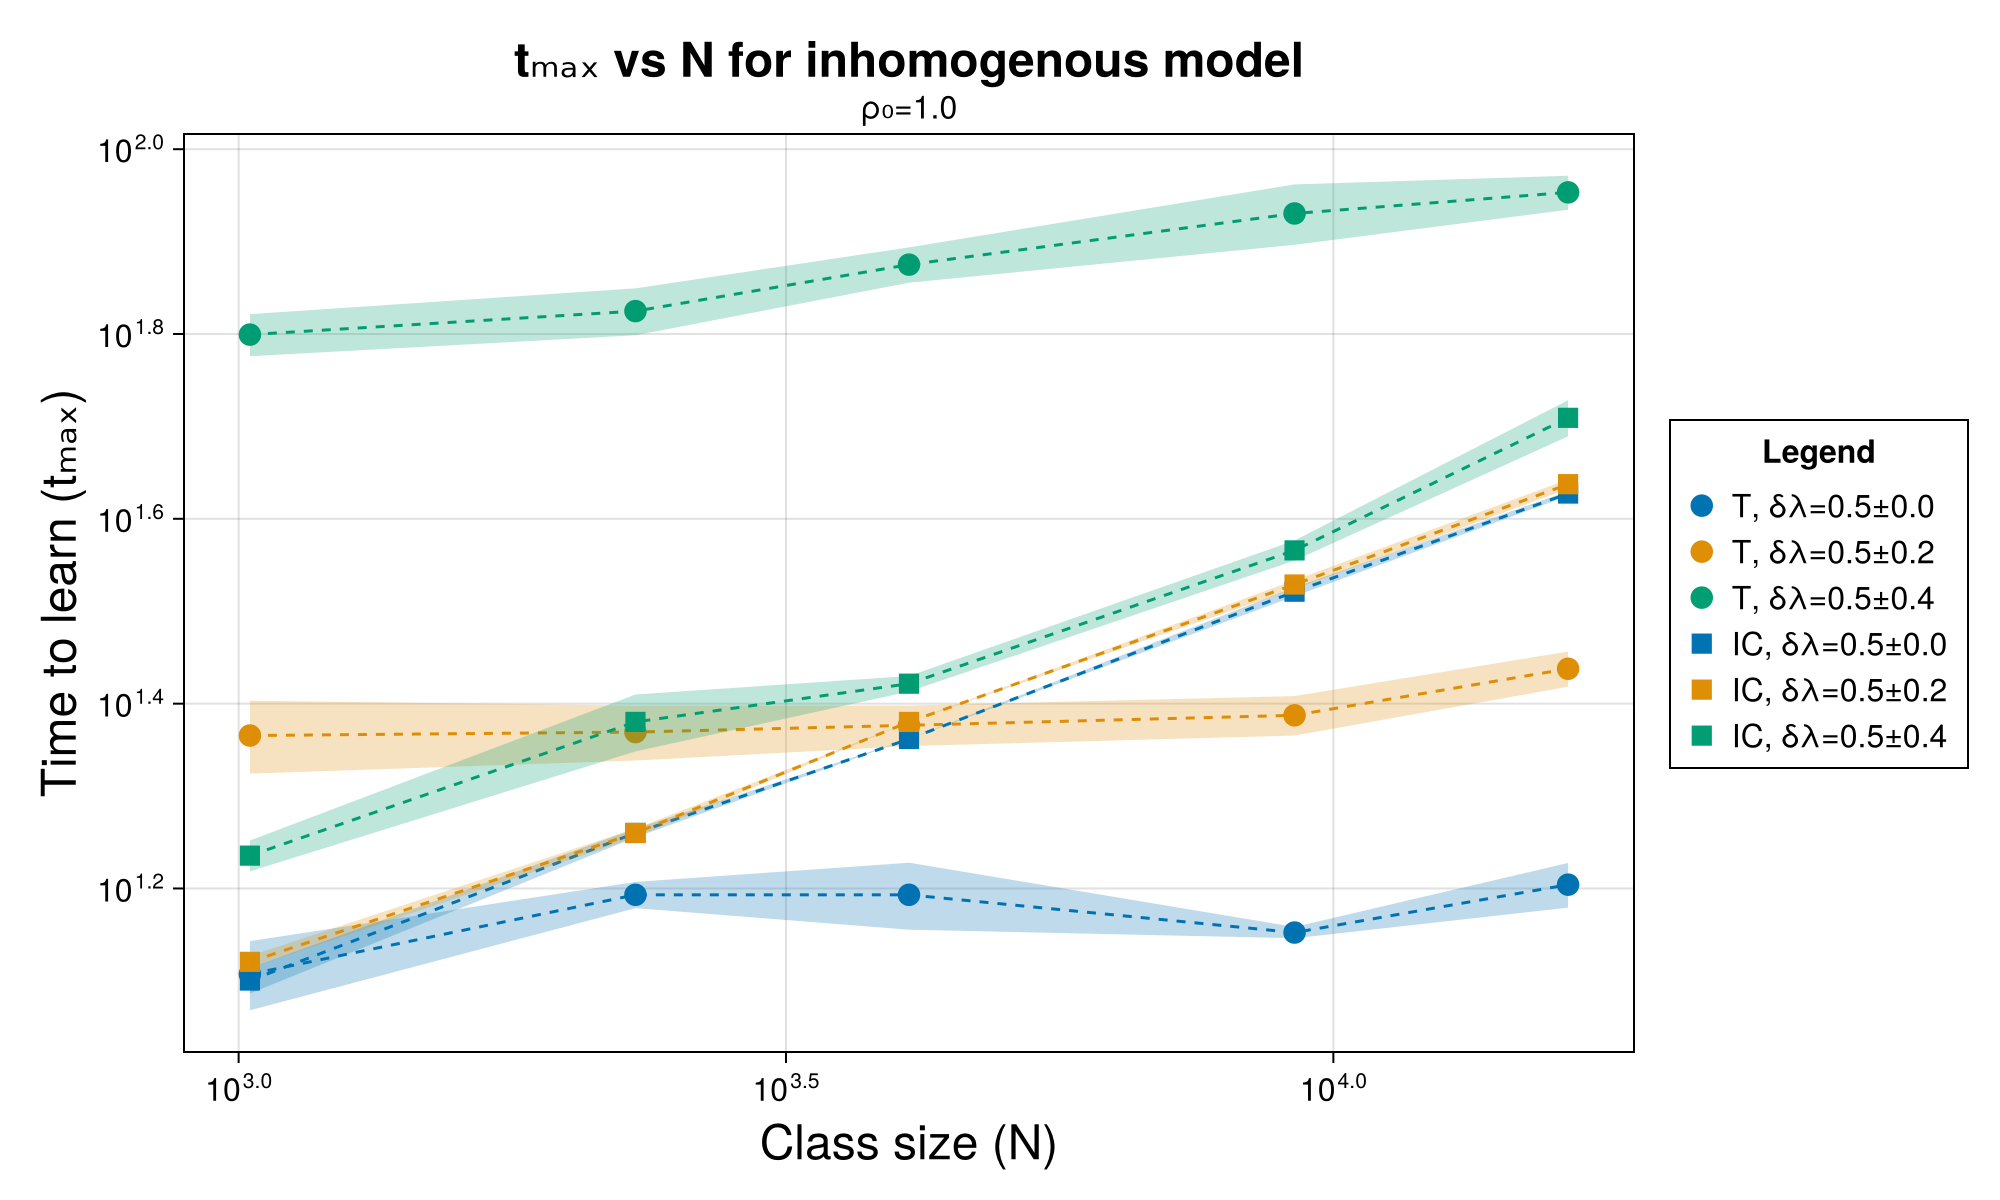 tₘₐₓ vs N for inhomogenous model
ρ₀=1.0
Time to learn (tₘₐₓ)
10^2.0
10^1.8
10^1.6
10^1.4
10^1.2
10^3.0
10^3.5
10^4.0
Class size (N)
Legend
T, δλ=0.5±0.0
T, δλ=0.5±0.2
T, δλ=0.5±0.4
IC, δλ=0.5±0.0
IC, δλ=0.5±0.2
IC, δλ=0.5±0.4